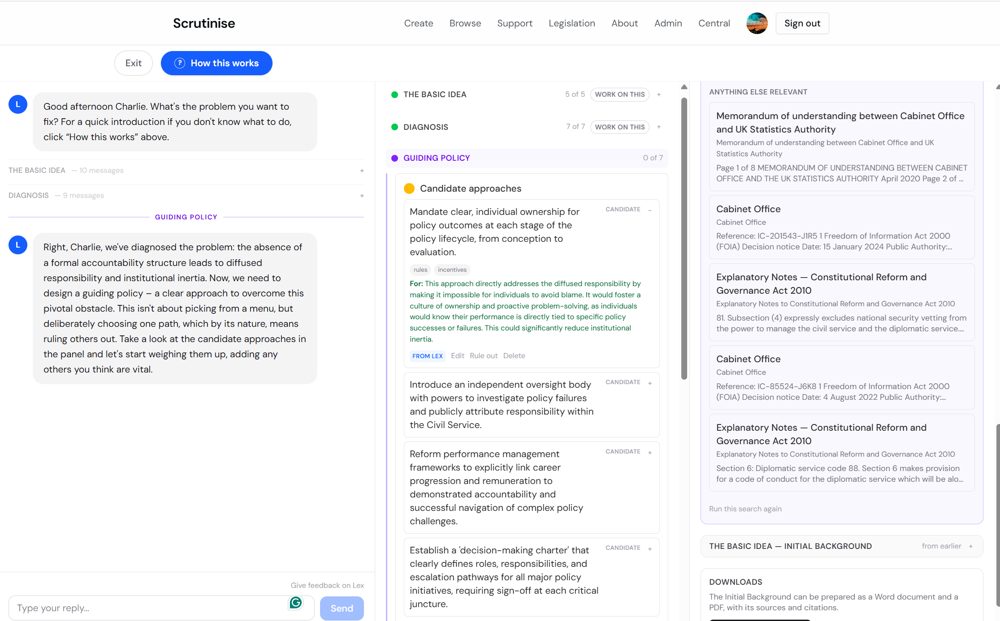 Scrutinise
Create
Browse
Support
Legislation
About
Admin
Central
Sign out
Exit
? How this works
L
Good afternoon Charlie. What's the problem you want to
fix? For a quick introduction if you don't know what to do,
click “How this works” above.
THE BASIC IDEA — 10 messages +
DIAGNOSIS — 9 messages +
GUIDING POLICY
L
Right, Charlie, we've diagnosed the problem: the absence of
a formal accountability structure leads to diffused
responsibility and institutional inertia. Now, we need to
design a guiding policy – a clear approach to overcome this
pivotal obstacle. This isn't about picking from a menu, but
deliberately choosing one path, which by its nature, means
ruling others out. Take a look at the candidate approaches in
the panel and let's start weighing them up, adding any
others you think are vital.
Give feedback on Lex
Type your reply...
G
Send
THE BASIC IDEA 5 of 5 WORK ON THIS +
DIAGNOSIS 7 of 7 WORK ON THIS +
GUIDING POLICY 0 of 7
Candidate approaches
Mandate clear, individual ownership for
policy outcomes at each stage of the
policy lifecycle, from conception to
evaluation.
CANDIDATE –
rules incentives
For: This approach directly addresses the diffused responsibility by
making it impossible for individuals to avoid blame. It would foster a
culture of ownership and proactive problem-solving, as individuals
would know their performance is directly tied to specific policy
successes or failures. This could significantly reduce institutional
inertia.
FROM LEX Edit Rule out Delete
Introduce an independent oversight body
with powers to investigate policy failures
and publicly attribute responsibility within
the Civil Service.
CANDIDATE +
Reform performance management
frameworks to explicitly link career
progression and remuneration to
demonstrated accountability and
successful navigation of complex policy
challenges.
CANDIDATE +
Establish a 'decision-making charter' that
clearly defines roles, responsibilities, and
escalation pathways for all major policy
initiatives, requiring sign-off at each critical
juncture.
CANDIDATE +
ANYTHING ELSE RELEVANT
Memorandum of understanding between Cabinet Office
and UK Statistics Authority
Memorandum of understanding between Cabinet Office and UK
Statistics Authority
Page 1 of 8 MEMORANDUM OF UNDERSTANDING BETWEEN CABINET
OFFICE AND THE UK STATISTICS AUTHORITY April 2020 Page 2 of ...
Cabinet Office
Cabinet Office
Reference: IC-201543-J1R5 1 Freedom of Information Act 2000
(FOIA) Decision notice Date: 15 January 2024 Public Authority:...
Explanatory Notes — Constitutional Reform and
Governance Act 2010
Explanatory Notes to Constitutional Reform and Governance Act 2010
81. Subsection (4) expressly excludes national security vetting from
the power to manage the civil service and the diplomatic service....
Cabinet Office
Cabinet Office
Reference: IC-85524-J6K8 1 Freedom of Information Act 2000
(FOIA) Decision notice Date: 4 August 2022 Public Authority:...
Explanatory Notes — Constitutional Reform and
Governance Act 2010
Explanatory Notes to Constitutional Reform and Governance Act 2010
Section 6: Diplomatic service code 88. Section 6 makes provision
for a code of conduct for the diplomatic service which will be alo...
Run this search again
THE BASIC IDEA — INITIAL BACKGROUND from earlier +
DOWNLOADS
The Initial Background can be prepared as a Word document and a
PDF, with its sources and citations.